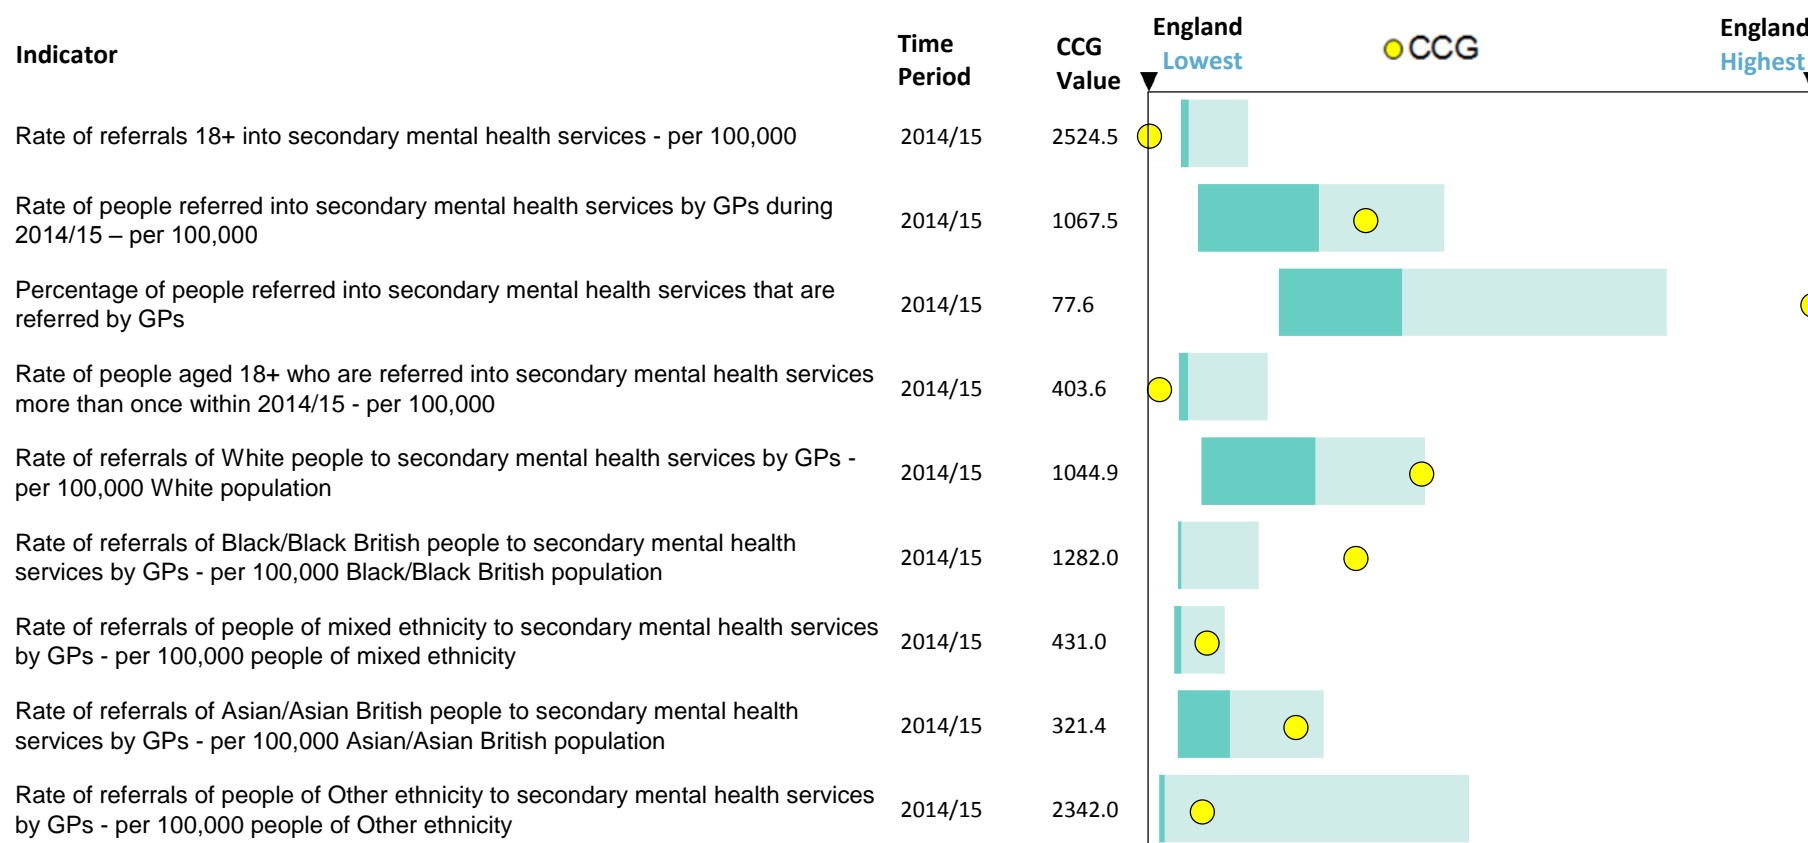 Indicator
Time Period
CCG Value
England Lowest
CCG
England Highest
Rate of referrals 18+ into secondary mental health services - per 100,000 2014/15 2524.5
Rate of people referred into secondary mental health services by GPs during
2014/15 – per 100,000 2014/15 1067.5
Percentage of people referred into secondary mental health services that are
referred by GPs 2014/15 77.6
Rate of people aged 18+ who are referred into secondary mental health services
more than once within 2014/15 - per 100,000 2014/15 403.6
Rate of referrals of White people to secondary mental health services by GPs -
per 100,000 White population 2014/15 1044.9
Rate of referrals of Black/Black British people to secondary mental health
services by GPs - per 100,000 Black/Black British population 2014/15 1282.0
Rate of referrals of people of mixed ethnicity to secondary mental health services
by GPs - per 100,000 people of mixed ethnicity 2014/15 431.0
Rate of referrals of Asian/Asian British people to secondary mental health
services by GPs - per 100,000 Asian/Asian British population 2014/15 321.4
Rate of referrals of people of Other ethnicity to secondary mental health services
by GPs - per 100,000 people of Other ethnicity 2014/15 2342.0